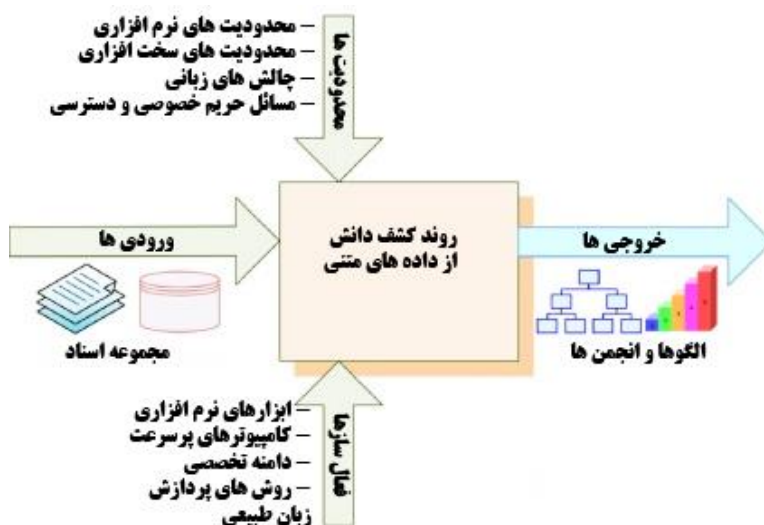 – محدودیت های نرم افزاری
– محدودیت های سخت افزاری
– چالش های زبانی
– مسائل حریم خصوصی و دسترسی
محدودیت ها
ورودی ها
روند کشف دانش
از داده های متنی
خروجی ها
مجموعه اسناد
الگوها و انجمن ها
– ابزارهای نرم افزاری
– کامپیوترهای پرسرعت
– دامنه تخصصی
– روش های پردازش
زبان طبیعی
فعال سازها